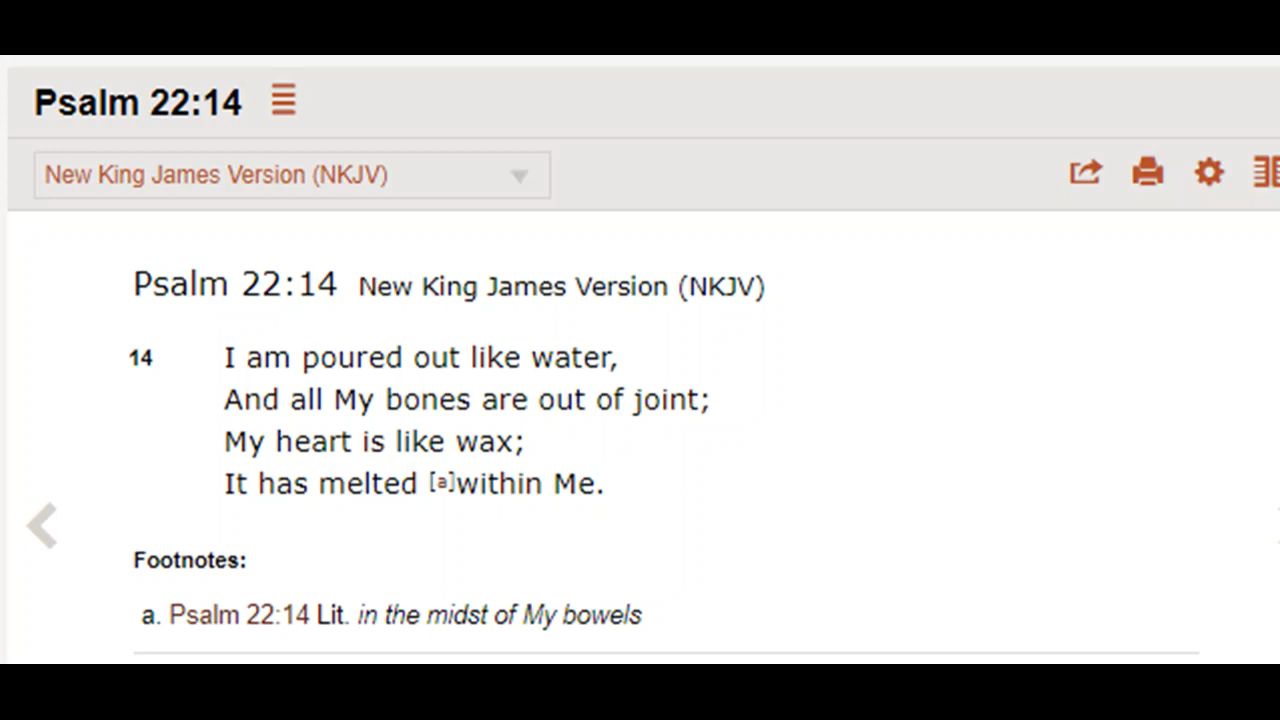 Psalm 22:14
New King James Version (NKJV)
Psalm 22:14 New King James Version (NKJV)
14 I am poured out like water,
And all My bones are out of joint;
My heart is like wax;
It has melted [a]within Me.
Footnotes:
a. Psalm 22:14 Lit. in the midst of My bowels